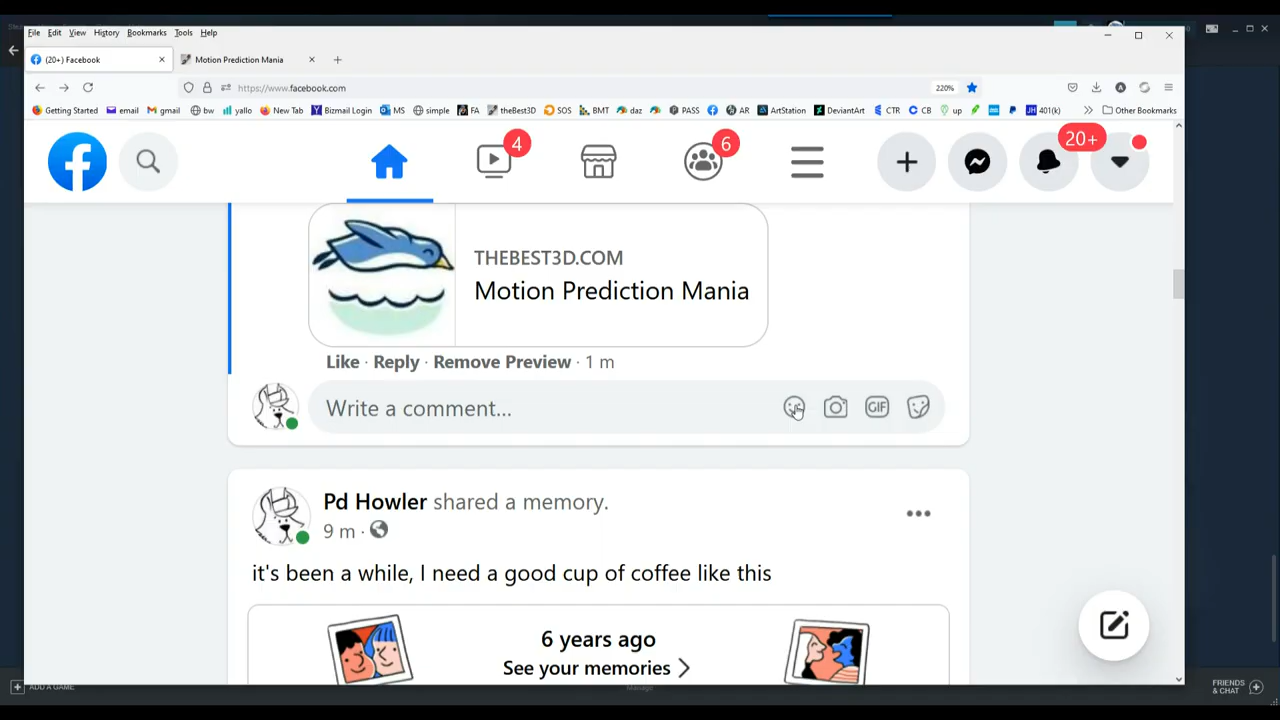 File Edit View History Bookmarks Tools Help
(20+) Facebook
Motion Prediction Mania
https://www.facebook.com
220%
Getting Started email gmail bw yallo New Tab Bizmail Login MS simple FA theBest3D SOS BMT daz PASS AR ArtStation DeviantArt CTR CB up 401(k) Other Bookmarks
4
6
20+
THEBEST3D.COM
Motion Prediction Mania
Like · Reply · Remove Preview · 1 m
Write a comment...
GIF
Pd Howler shared a memory.
9 m ·
it's been a while, I need a good cup of coffee like this
6 years ago
See your memories
ADD A GAME
Manage
FRIENDS
& CHAT